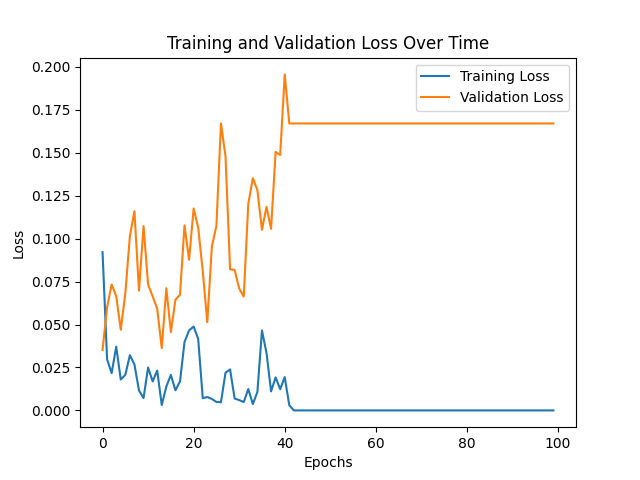 Training and Validation Loss Over Time
Training Loss
Validation Loss
0.200
0.175
0.150
0.125
0.100
0.075
0.050
0.025
0.000
Loss
0 20 40 60 80 100
Epochs